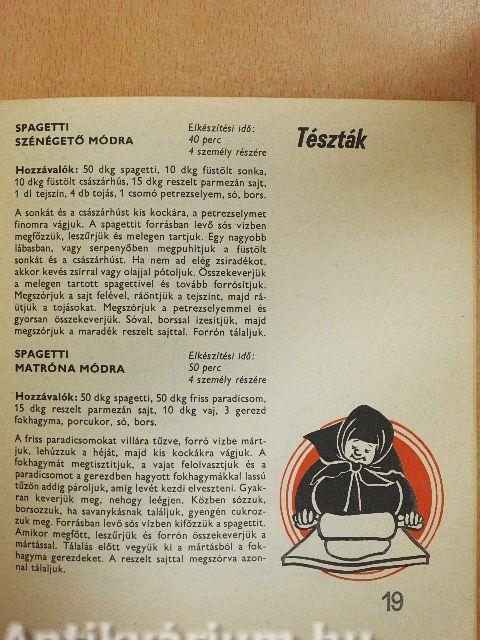 SPAGETTI
SZÉNÉGETŐ MÓDRA
Elkészítési idő:
40 perc
4 személy részére
Tészták
Hozzávalók: 50 dkg spagetti, 10 dkg füstölt sonka,
10 dkg füstölt császárhús, 15 dkg reszelt parmezán sajt,
1 dl tejszín, 4 db tojás, 1 csomó petrezselyem, só, bors.
A sonkát és a császárhúst kis kockára, a petrezselymet
finomra vágjuk. A spagettit forrásban levő sós vízben
megfőzzük, leszűrjük és melegen tartjuk. Egy nagyobb
lábasban, vagy serpenyőben megpuhítjuk a füstölt
sonkát és a császárhúst. Ha nem ad elég zsiradékot,
akkor kevés zsírral vagy olajjal pótoljuk. Összekeverjük
a melegen tartott spagettivel és tovább forrósítjuk.
Megszórjuk a sajt felével, ráöntjük a tejszínt, majd rá-
ütjük a tojásokat. Megszórjuk a petrezselyemmel és
gyorsan összekeverjük. Sóval, borssal ízesítjük, majd
megszórjuk a maradék reszelt sajttal. Forrón tálaljuk.
SPAGETTI
MATRÓNA MÓDRA
Elkészítési idő:
50 perc
4 személy részére
Hozzávalók: 50 dkg spagetti, 50 dkg friss paradicsom,
15 dkg reszelt parmezán sajt, 10 dkg vaj, 3 gerezd
fokhagyma, porcukor, só, bors.
A friss paradicsomokat villára tűzve, forró vízbe márt-
juk, lehúzzuk a héját, majd kis kockákra vágjuk. A
fokhagymát megtisztítjuk, a vajat felolvasztjuk és a
paradicsomot a gerezdben hagyott fokhagymákkal lassú
tűzön addig pároljuk, amíg levét kezdi elveszteni. Gyak-
ran keverjük meg, nehogy leégjen. Közben sózzuk,
borsozzuk, ha savanykásnak találjuk, gyengén cukroz-
zuk meg. Forrásban levő sós vízben kifőzzük a spagettit.
Amikor megfőtt, leszűrjük és forrón összekeverjük a
mártással. Tálalás előtt vegyük ki a mártásból a fok-
hagyma gerezdeket. A reszelt sajttal megszórva azon-
nal tálaljuk.
19
Antikvárium.hu